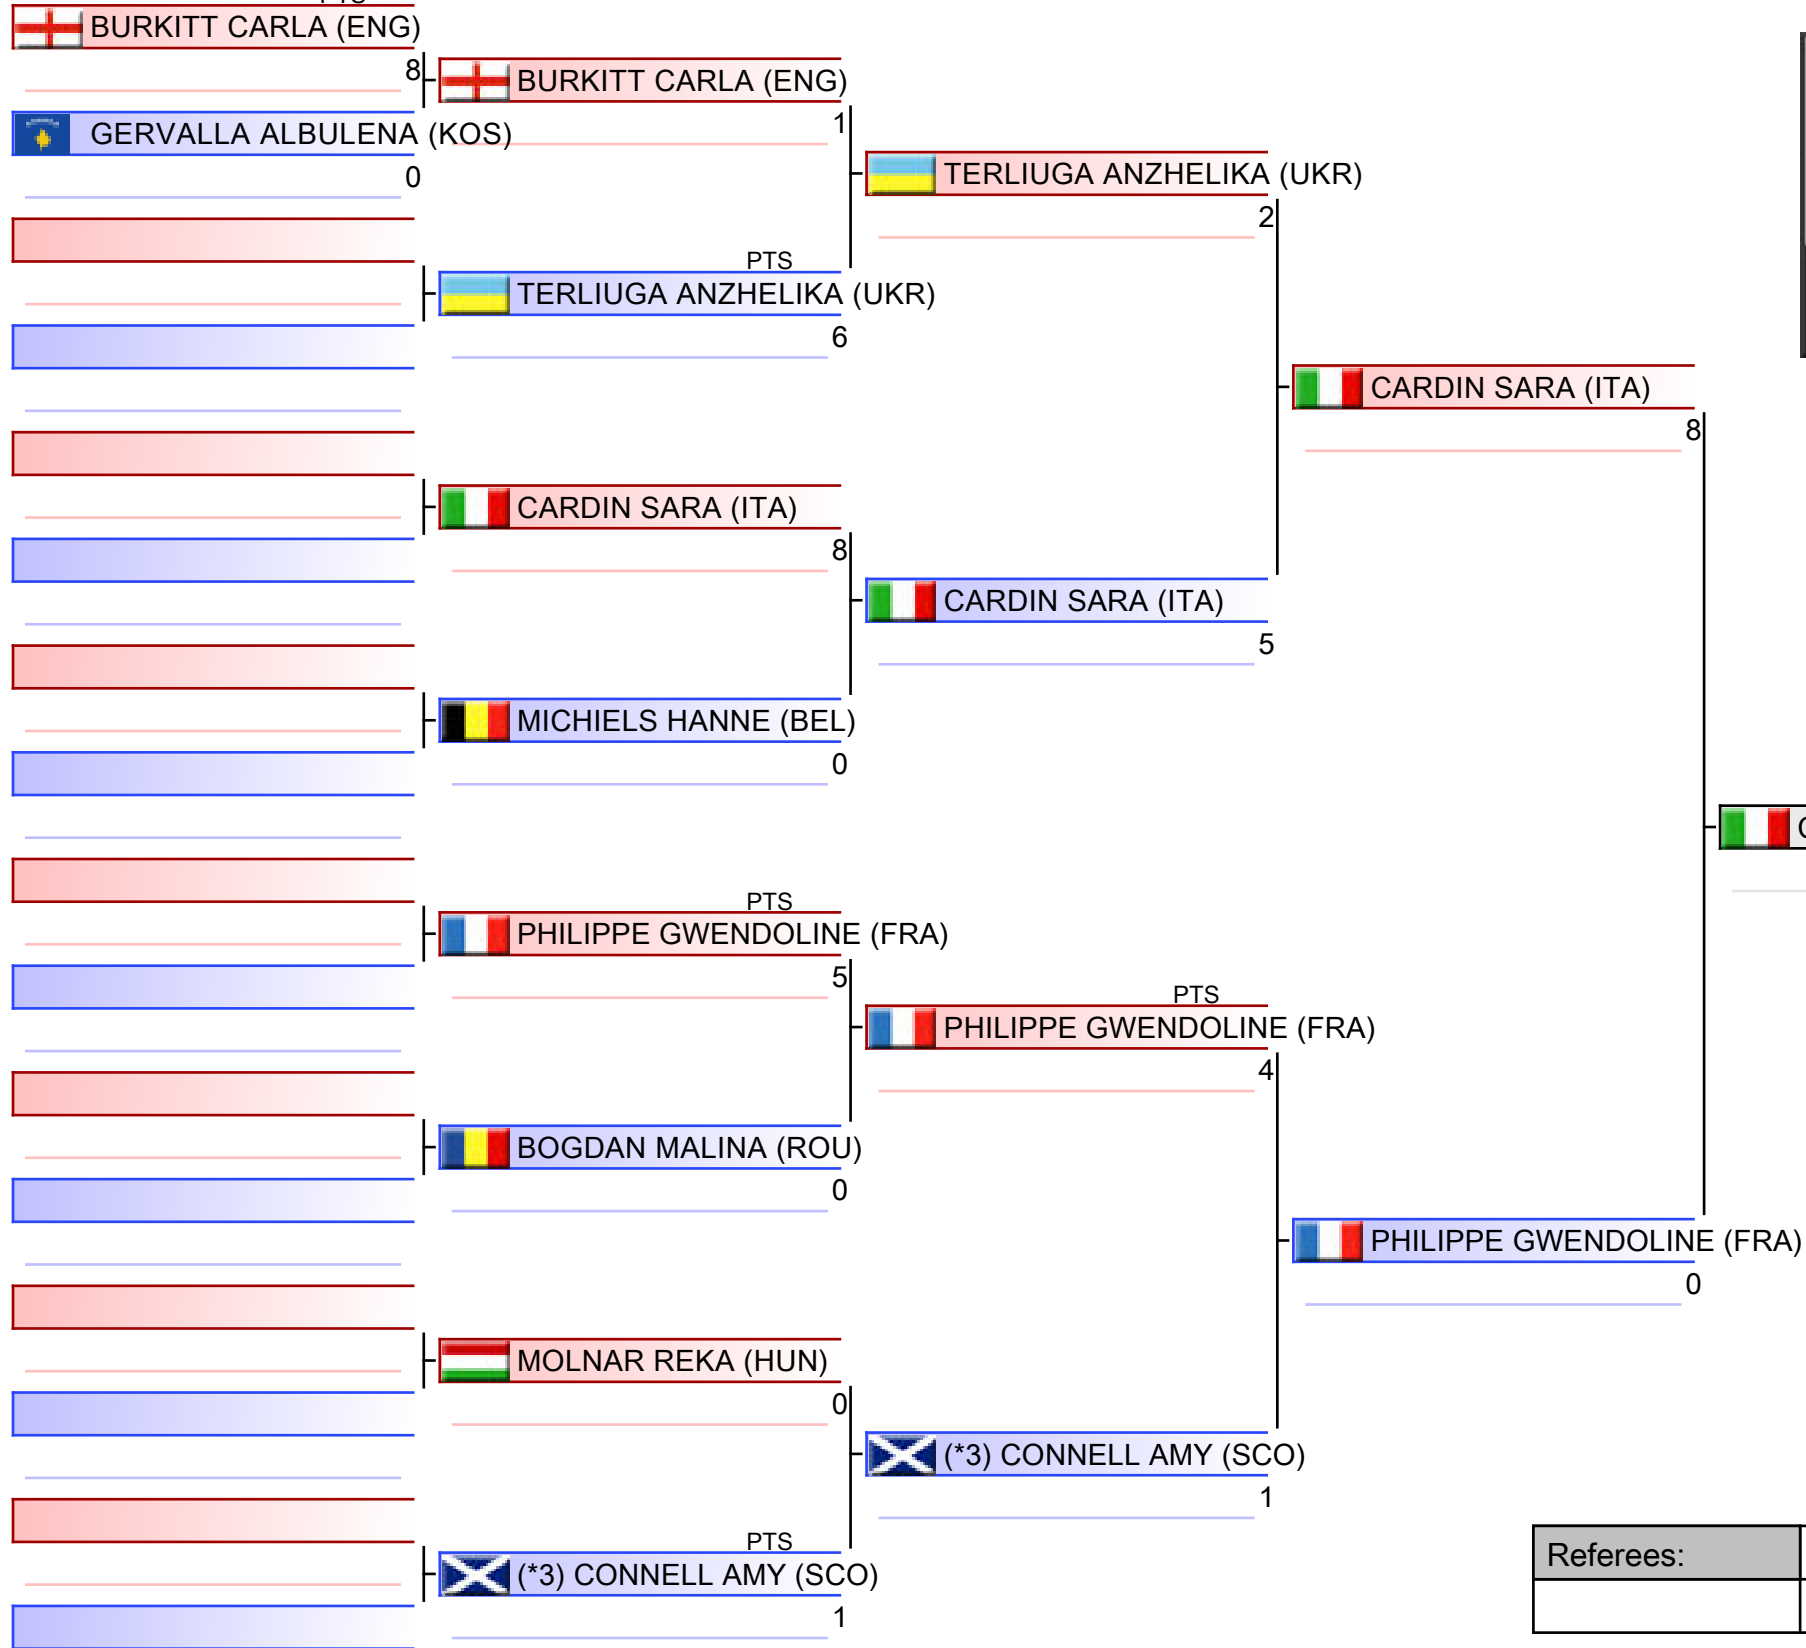 BURKITT CARLA (ENG)
8
GERVALLA ALBULENA (KOS)
0
BURKITT CARLA (ENG)
1
PTS
TERLIUGA ANZHELIKA (UKR)
6
CARDIN SARA (ITA)
8
MICHIELS HANNE (BEL)
0
PTS
PHILIPPE GWENDOLINE (FRA)
5
BOGDAN MALINA (ROU)
0
MOLNAR REKA (HUN)
0
PTS
(*3) CONNELL AMY (SCO)
1
TERLIUGA ANZHELIKA (UKR)
2
CARDIN SARA (ITA)
5
PTS
PHILIPPE GWENDOLINE (FRA)
4
(*3) CONNELL AMY (SCO)
1
CARDIN SARA (ITA)
8
PHILIPPE GWENDOLINE (FRA)
0
Referees: